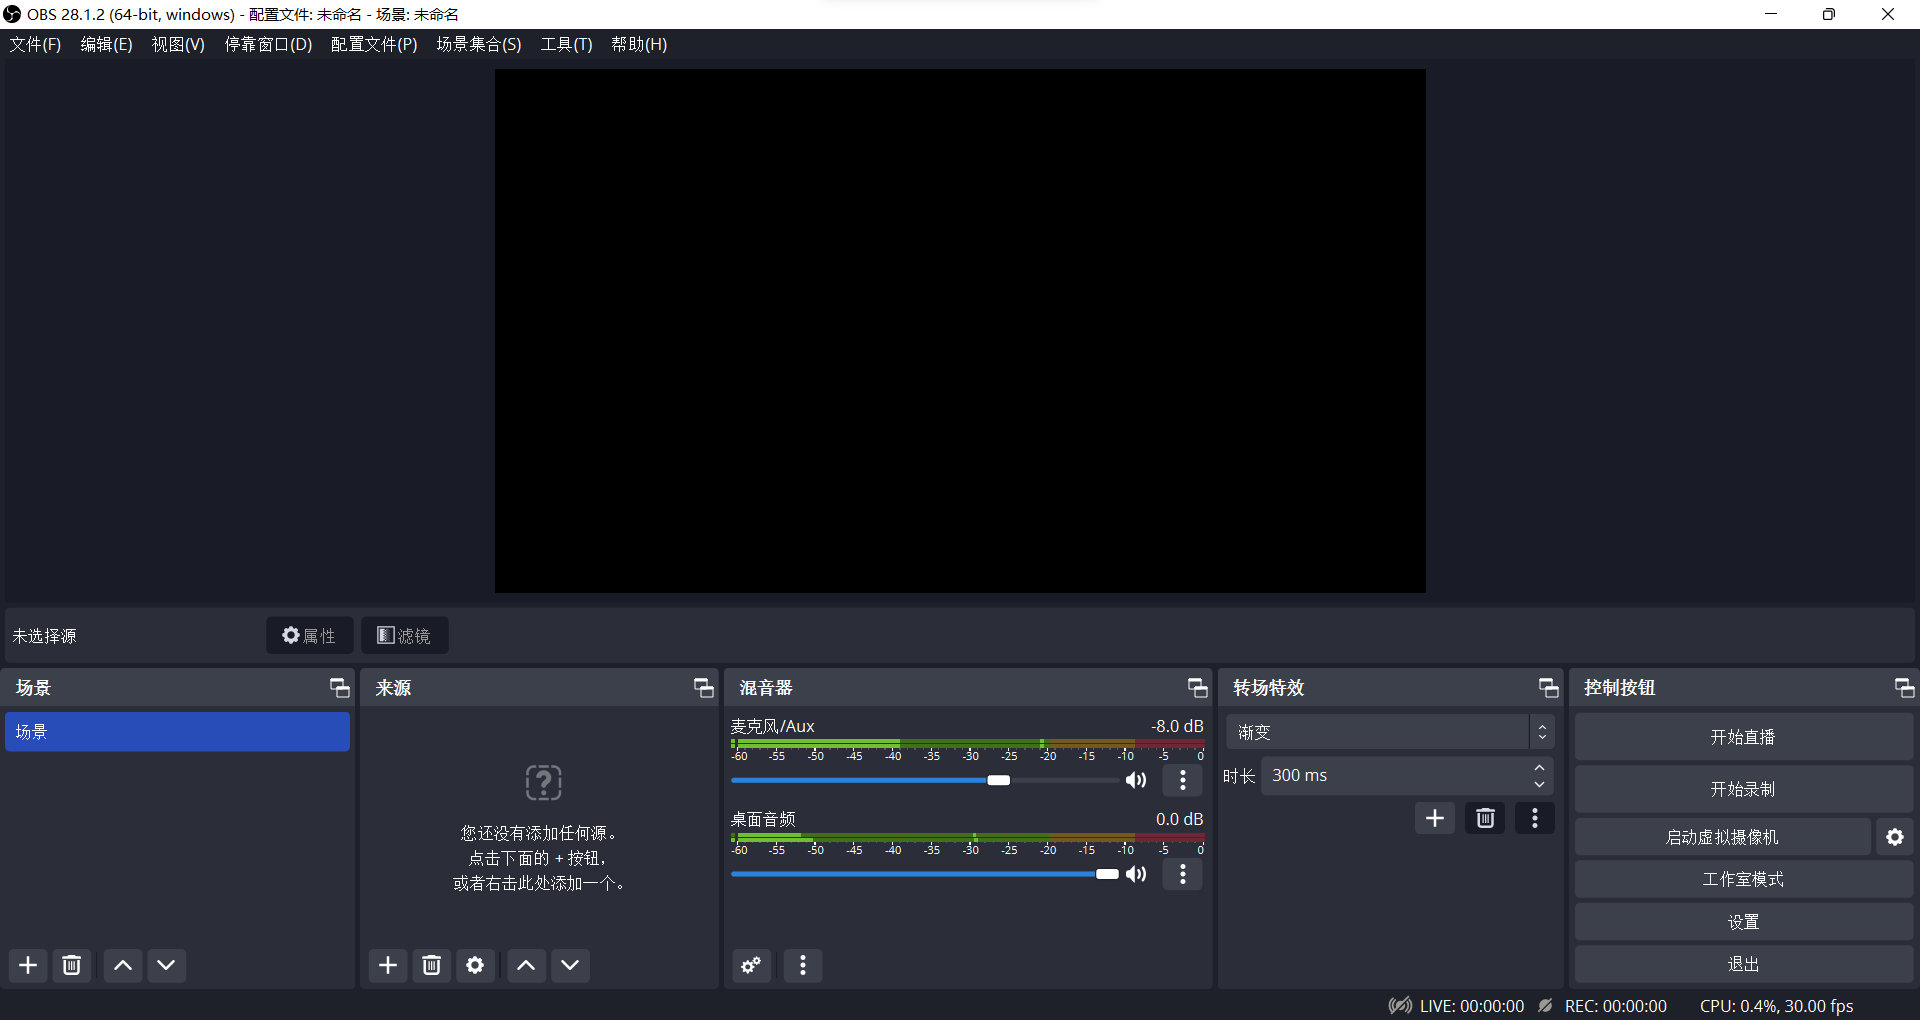 OBS 28.1.2 (64-bit, windows) - 配置文件: 未命名 - 场景: 未命名
文件(F) 编辑(E) 视图(V) 停靠窗口(D) 配置文件(P) 场景集合(S) 工具(T) 帮助(H)
未选择源 属性 滤镜
场景
场景
来源
您还没有添加任何源。
点击下面的 + 按钮,
或者右击此处添加一个。
混音器
麦克风/Aux -8.0 dB
-60 -55 -50 -45 -40 -35 -30 -25 -20 -15 -10 -5 0
桌面音频 0.0 dB
-60 -55 -50 -45 -40 -35 -30 -25 -20 -15 -10 -5 0
转场特效
渐变
时长 300 ms
控制按钮
开始直播
开始录制
启动虚拟摄像机
工作室模式
设置
退出
LIVE: 00:00:00 REC: 00:00:00 CPU: 0.4%, 30.00 fps